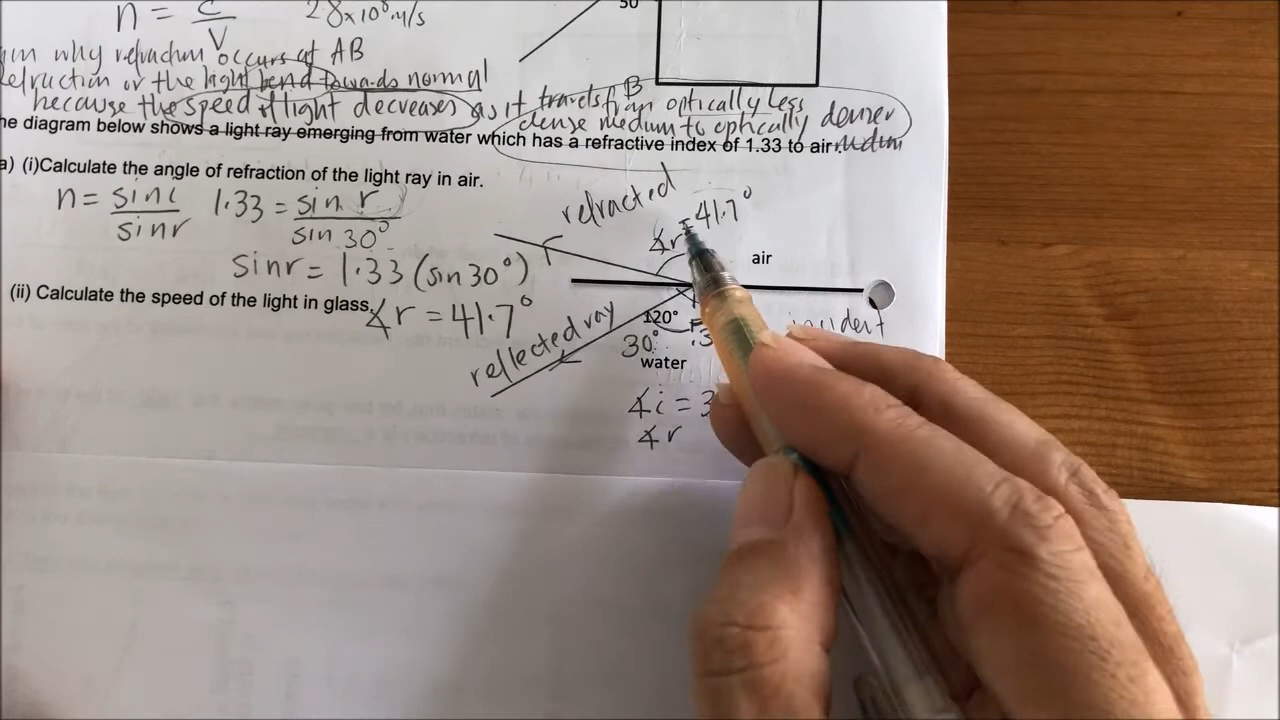 n = c/v 2.8x10⁸ m/s
50
why refraction occurs at AB
Refraction or the light bend towards normal
because the speed of light decreases as it travels from optically less
B
dense medium to optically denser
medium
he diagram below shows a light ray emerging from water which has a refractive index of 1.33 to air.
a) (i)Calculate the angle of refraction of the light ray in air.
n = sin i / sin r 1.33 = sin r / sin 30°
refracted
∡r = 41.7°
air
sin r = 1.33 (sin 30°)
r
(ii) Calculate the speed of the light in glass.
∡r = 41.7°
reflected ray
120°
30°
incident
water
∡i = 3
∡r